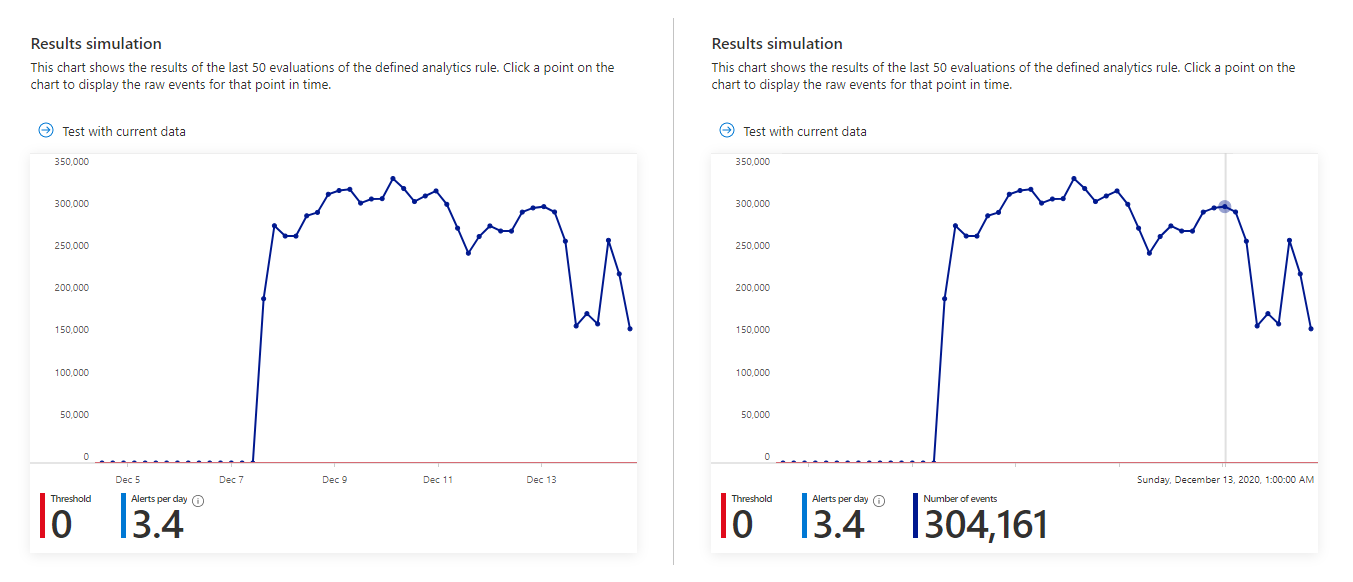 Results simulation
This chart shows the results of the last 50 evaluations of the defined analytics rule. Click a point on the
chart to display the raw events for that point in time.
Test with current data
350,000
300,000
250,000
200,000
150,000
100,000
50,000
0
Dec 5 Dec 7 Dec 9 Dec 11 Dec 13
Threshold Alerts per day
0 3.4
Results simulation
This chart shows the results of the last 50 evaluations of the defined analytics rule. Click a point on the
chart to display the raw events for that point in time.
Test with current data
350,000
300,000
250,000
200,000
150,000
100,000
50,000
0
Sunday, December 13, 2020, 1:00:00 AM
Threshold Alerts per day Number of events
0 3.4 304,161